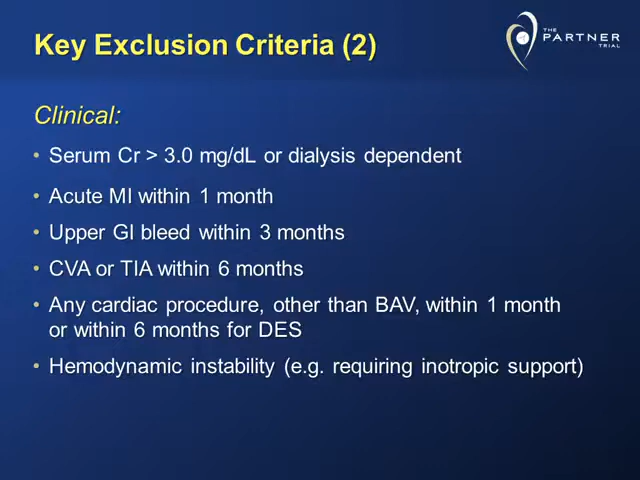 Key Exclusion Criteria (2)
THE
PARTNER
TRIAL
Clinical:
• Serum Cr > 3.0 mg/dL or dialysis dependent
• Acute MI within 1 month
• Upper GI bleed within 3 months
• CVA or TIA within 6 months
• Any cardiac procedure, other than BAV, within 1 month
or within 6 months for DES
• Hemodynamic instability (e.g. requiring inotropic support)